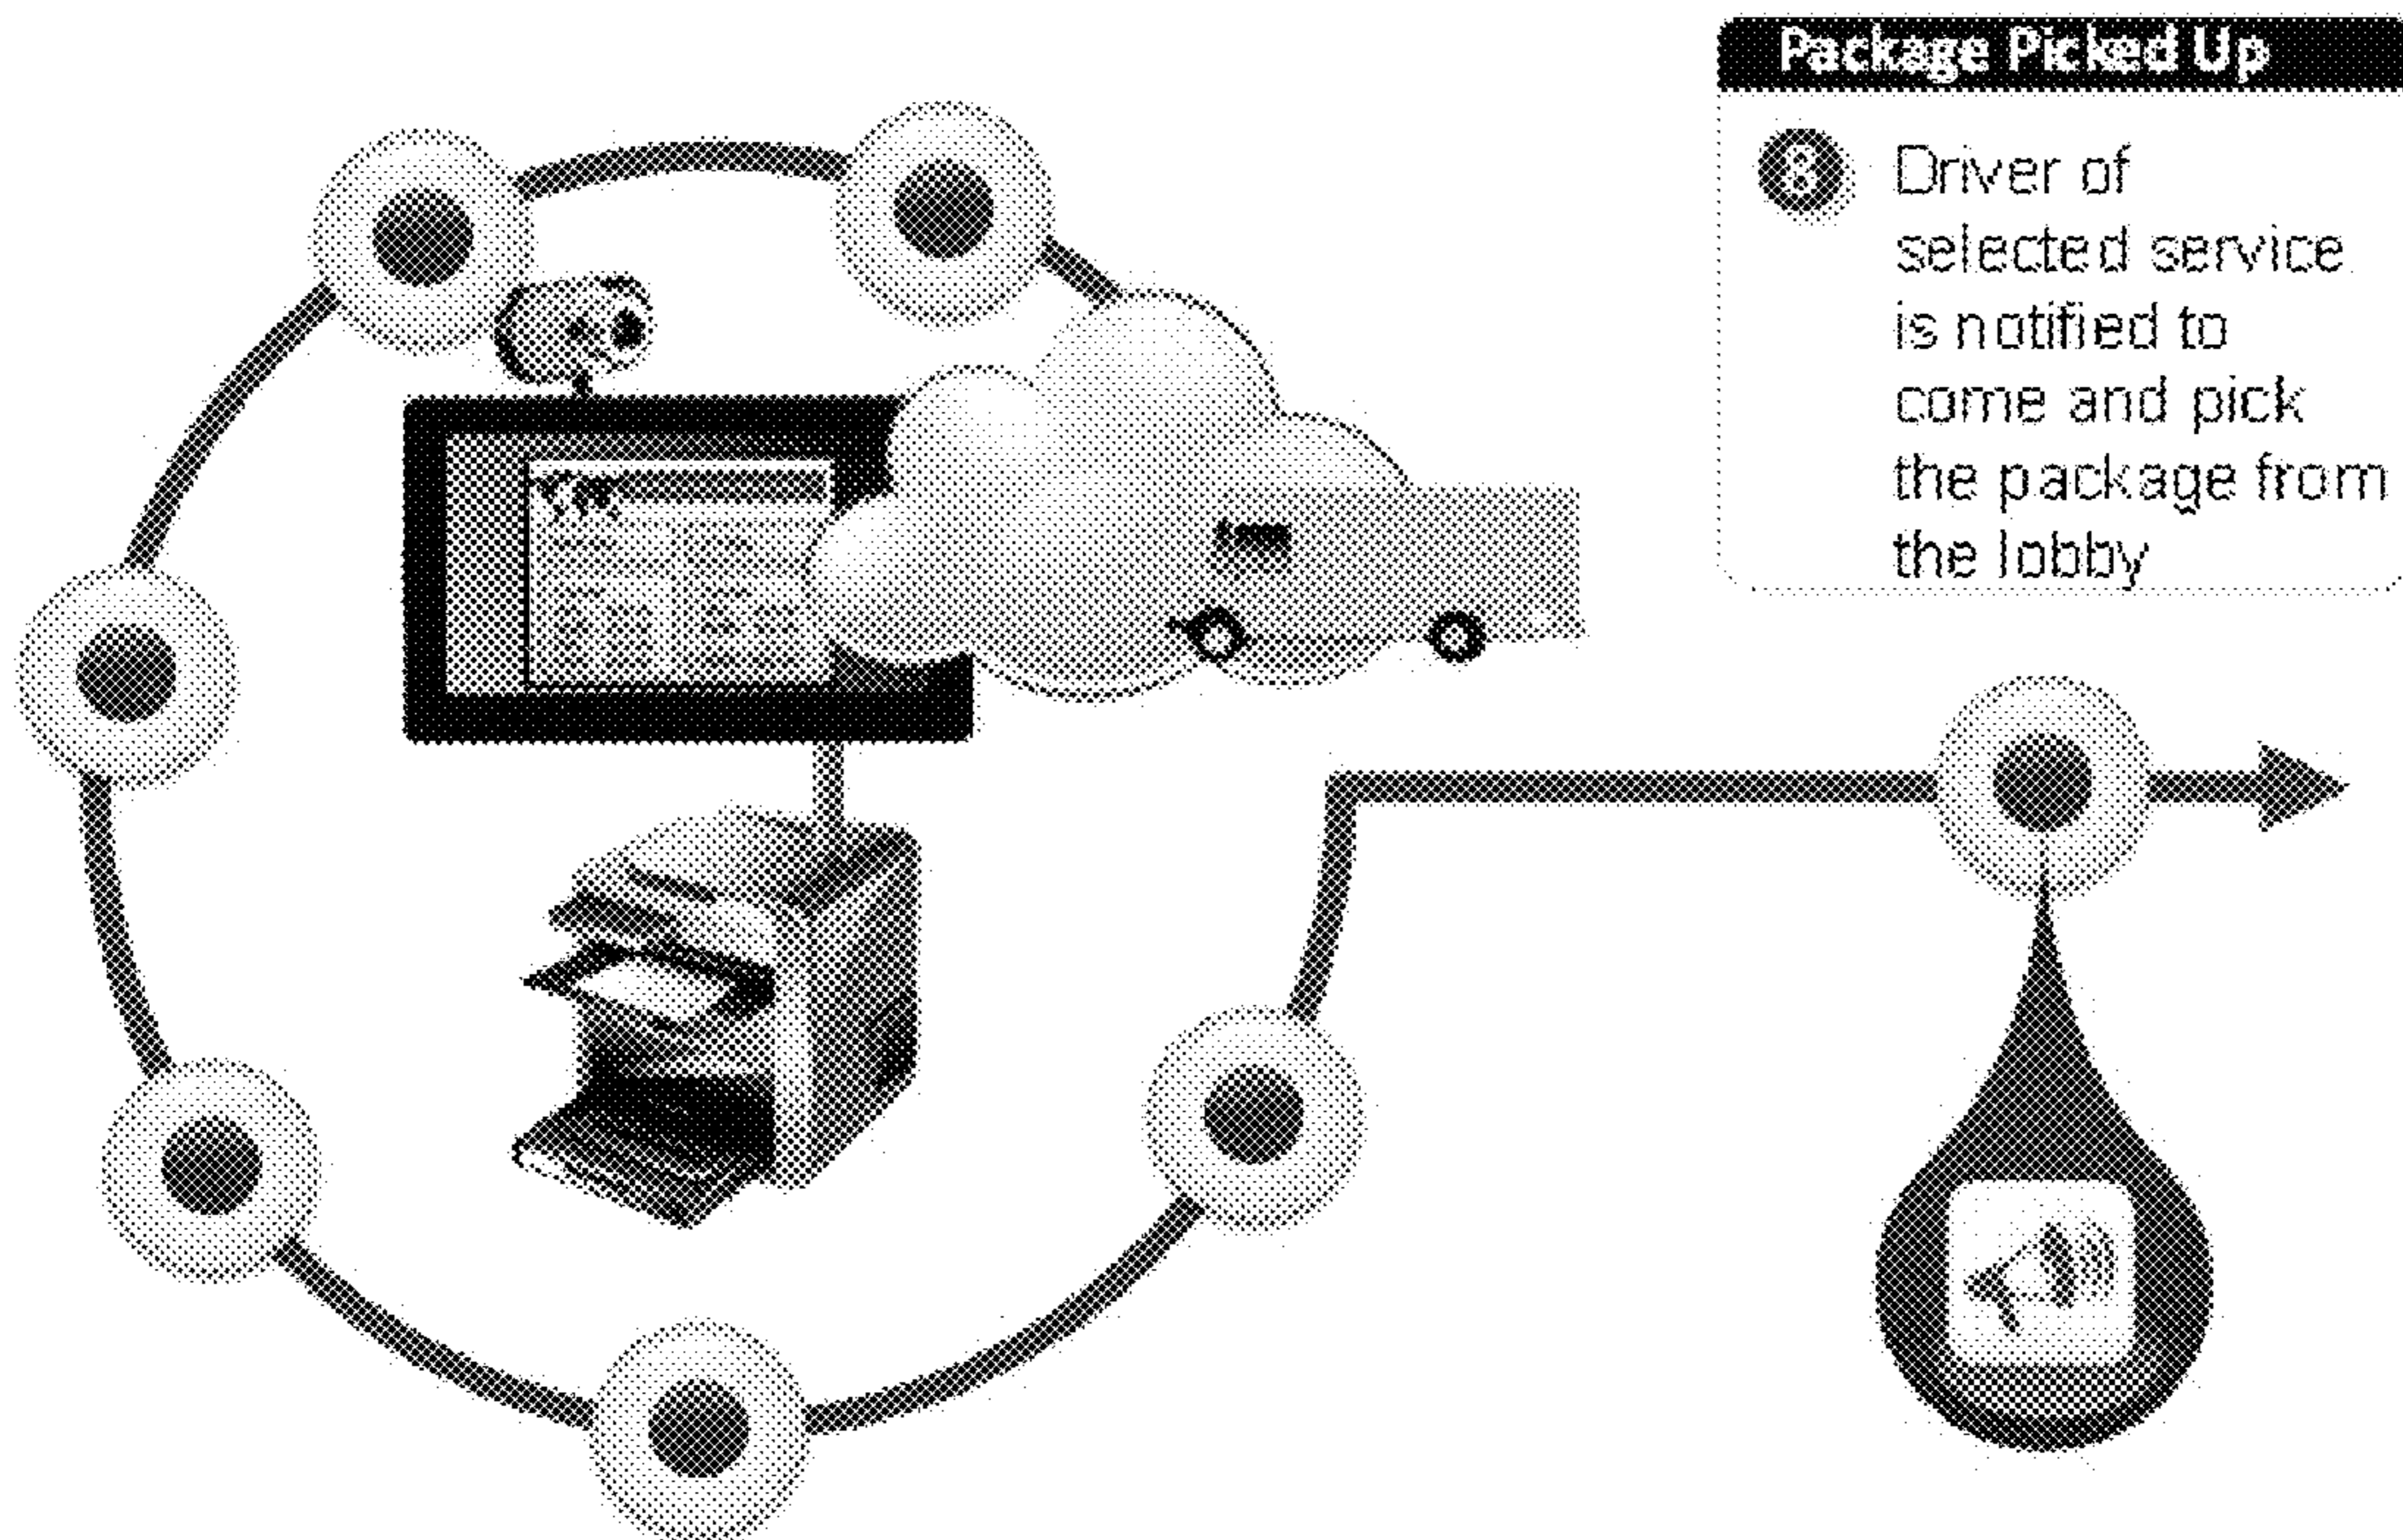 Package Picked Up
8 Driver of
selected service
is notified to
come and pick
the package from
the lobby